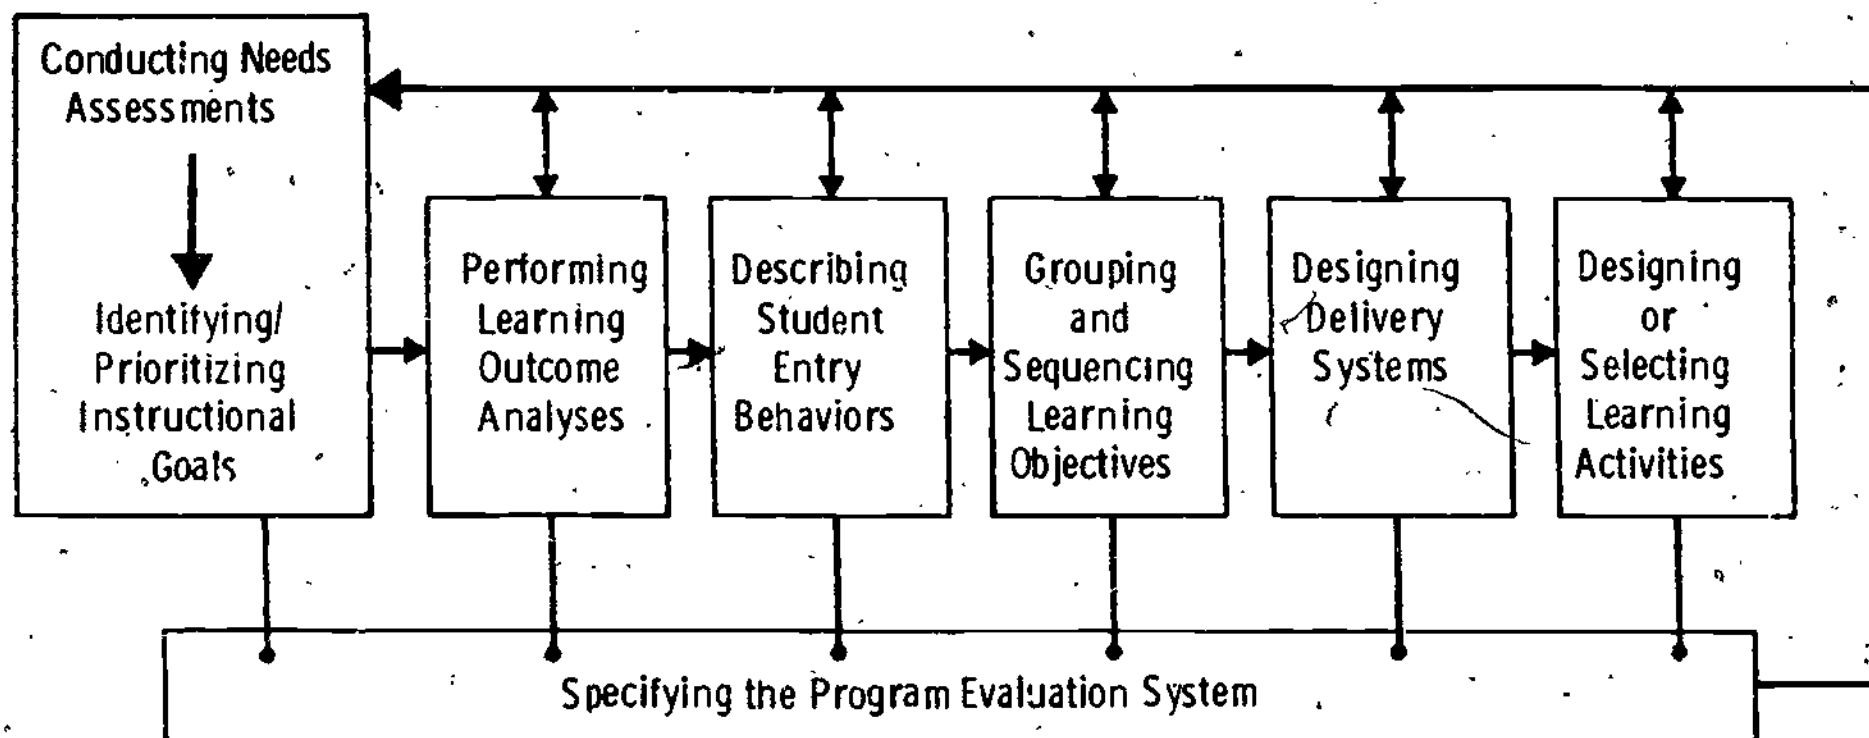 Conducting Needs
Assessments
Identifying/
Prioritizing
Instructional
Goals
Performing
Learning
Outcome
Analyses
Describing
Student
Entry
Behaviors
Grouping
and
Sequencing
Learning
Objectives
Designing
Delivery
Systems
Designing
or
Selecting
Learning
Activities
Specifying the Program Evaluation System